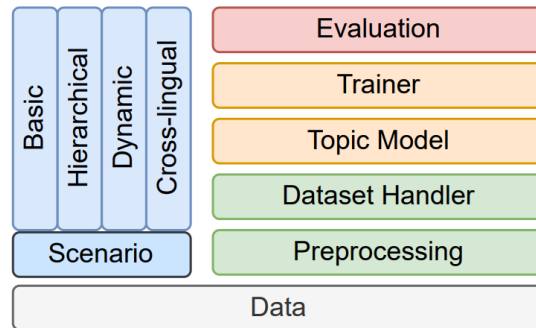 Basic
Hierarchical
Dynamic
Cross-lingual
Scenario
Evaluation
Trainer
Topic Model
Dataset Handler
Preprocessing
Data